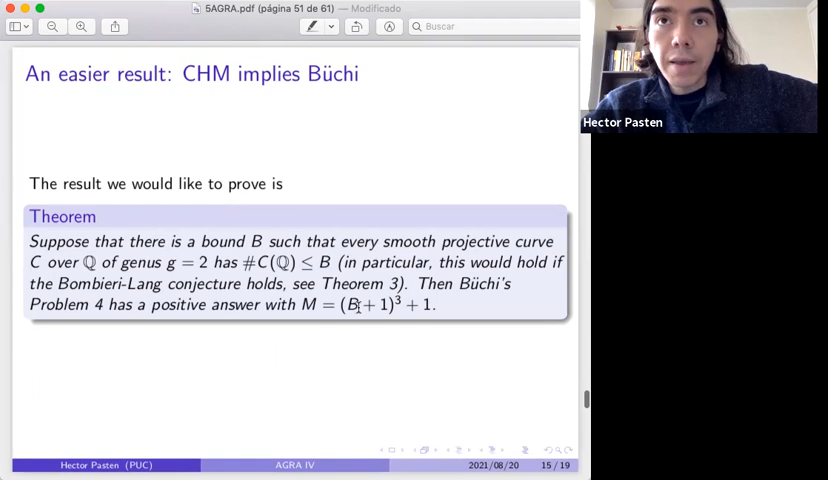 5AGRA.pdf (página 51 de 61) — Modificado
Buscar
An easier result: CHM implies Büchi
The result we would like to prove is
Theorem
Suppose that there is a bound B such that every smooth projective curve
C over ℚ of genus g = 2 has #C(ℚ) ≤ B (in particular, this would hold if
the Bombieri-Lang conjecture holds, see Theorem 3). Then Büchi's
Problem 4 has a positive answer with M = (B + 1)³ + 1.
Hector Pasten (PUC)
AGRA IV
2021/08/20
15 / 19
Hector Pasten